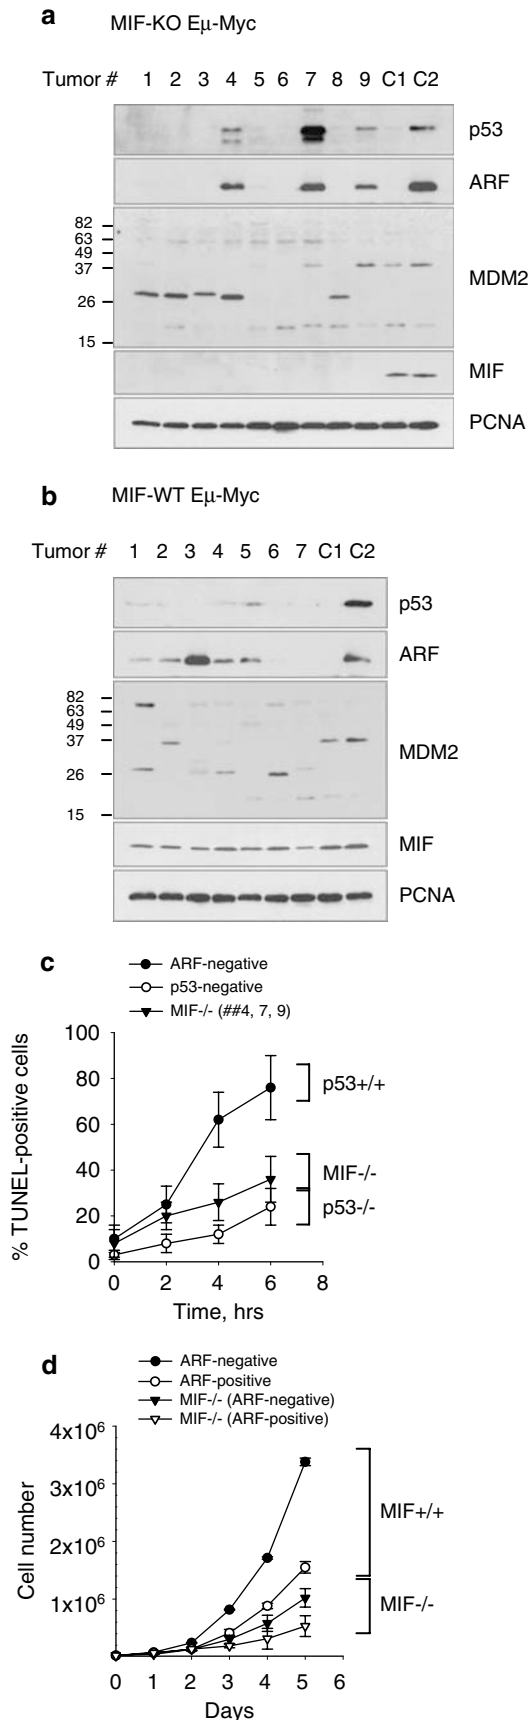 a
MIF-KO Eμ-Myc
Tumor # 1 2 3 4 5 6 7 8 9 C1 C2
p53
ARF
82
63
49
37
26
15
MDM2
MIF
PCNA
b
MIF-WT Eμ-Myc
Tumor # 1 2 3 4 5 6 7 C1 C2
p53
ARF
82
63
49
37
26
15
MDM2
MIF
PCNA
c
ARF-negative
p53-negative
MIF-/- (##4, 7, 9)
% TUNEL-positive cells
100
80
60
40
20
0
p53+/+
MIF-/-
p53-/-
0 2 4 6 8
Time, hrs
d
ARF-negative
ARF-positive
MIF-/- (ARF-negative)
MIF-/- (ARF-positive)
Cell number
4x10⁶
3x10⁶
2x10⁶
1x10⁶
MIF+/+
MIF-/-
0 1 2 3 4 5 6
Days